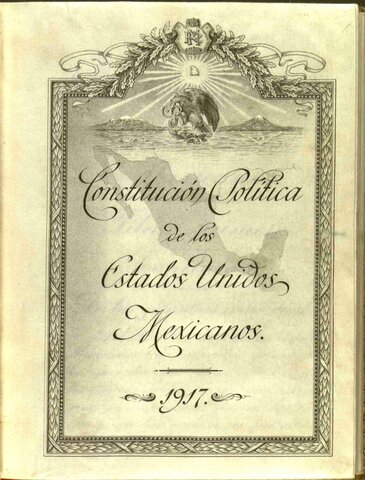 Constitución Política
de los
Estados Unidos
Mexicanos.
1917.